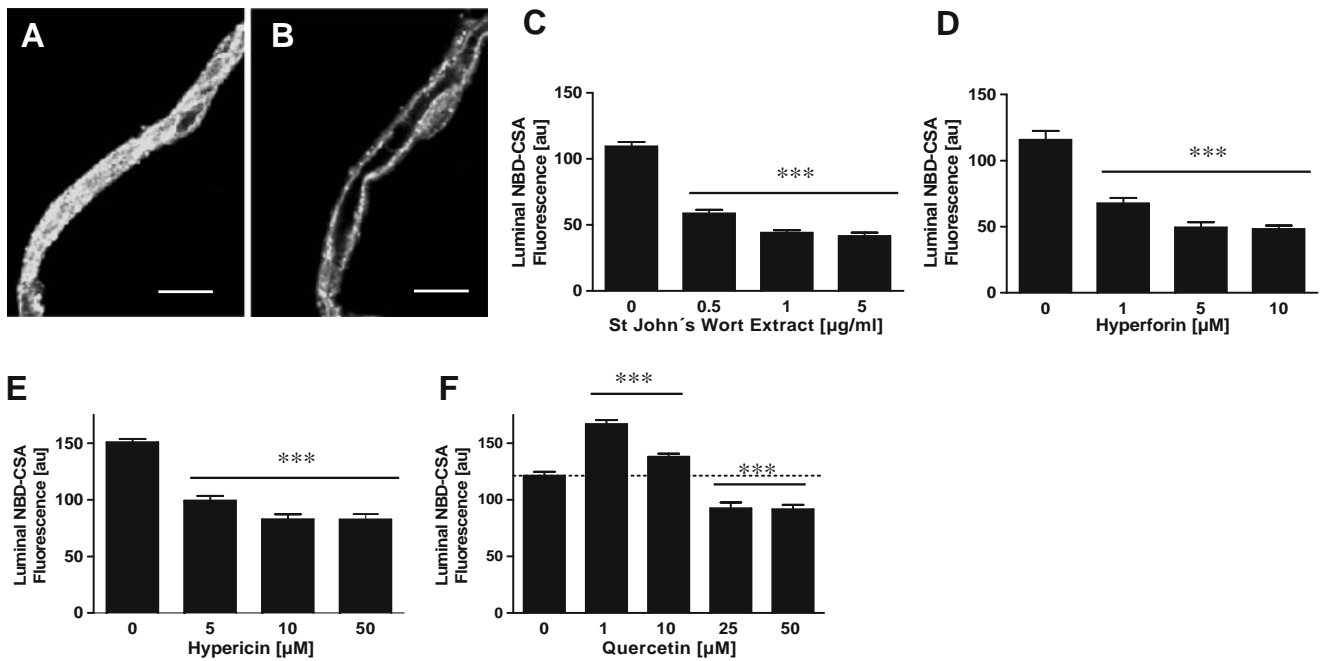 A
B
C
Luminal NBD-CSA
Fluorescence [au]
150
100
50
0
***
0 0.5 1 5
St John´s Wort Extract [µg/ml]
D
Luminal NBD-CSA
Fluorescence [au]
150
100
50
0
***
0 1 5 10
Hyperforin [µM]
E
Luminal NBD-CSA
Fluorescence [au]
150
100
50
0
***
0 5 10 50
Hypericin [µM]
F
Luminal NBD-CSA
Fluorescence [au]
150
100
50
0
***
***
0 1 10 25 50
Quercetin [µM]